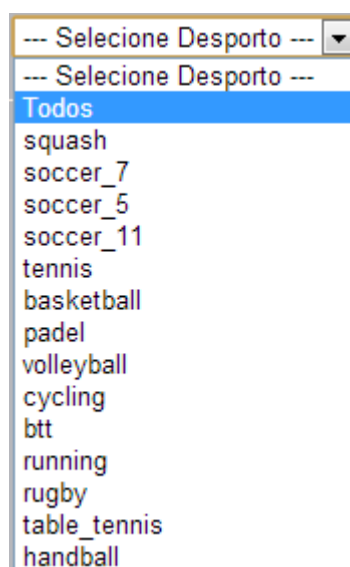 --- Selecione Desporto ---
--- Selecione Desporto ---
Todos
squash
soccer_7
soccer_5
soccer_11
tennis
basketball
padel
volleyball
cycling
btt
running
rugby
table_tennis
handball